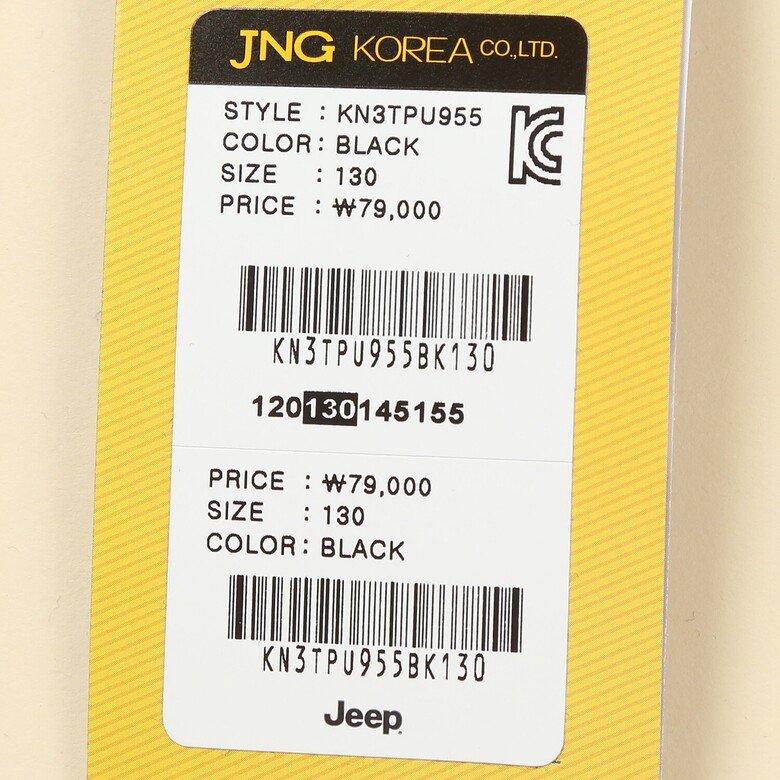 JNG KOREA CO.,LTD.
STYLE : KN3TPU955
COLOR : BLACK
SIZE : 130
PRICE : ₩79,000
KC
KN3TPU955BK130
120130145155
PRICE : ₩79,000
SIZE : 130
COLOR : BLACK
KN3TPU955BK130
Jeep